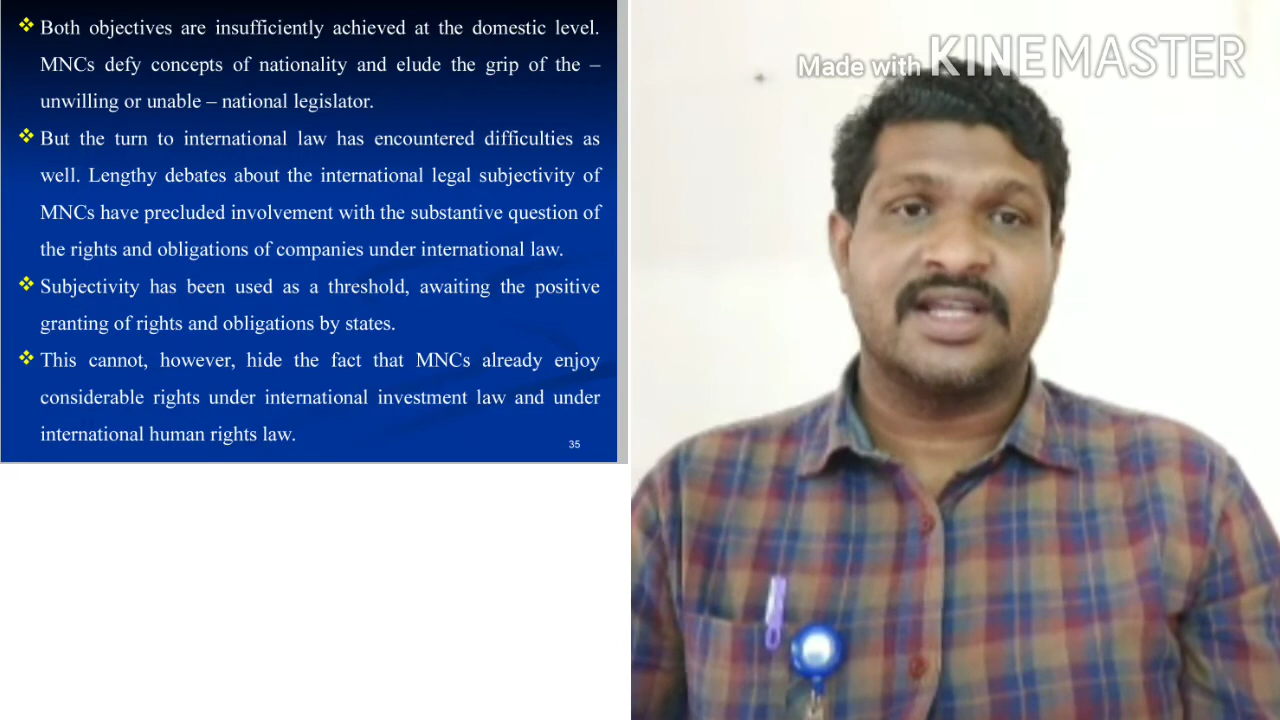 Both objectives are insufficiently achieved at the domestic level.
MNCs defy concepts of nationality and elude the grip of the –
unwilling or unable – national legislator.
But the turn to international law has encountered difficulties as
well. Lengthy debates about the international legal subjectivity of
MNCs have precluded involvement with the substantive question of
the rights and obligations of companies under international law.
Subjectivity has been used as a threshold, awaiting the positive
granting of rights and obligations by states.
This cannot, however, hide the fact that MNCs already enjoy
considerable rights under international investment law and under
international human rights law.
35
Made with KINEMASTER